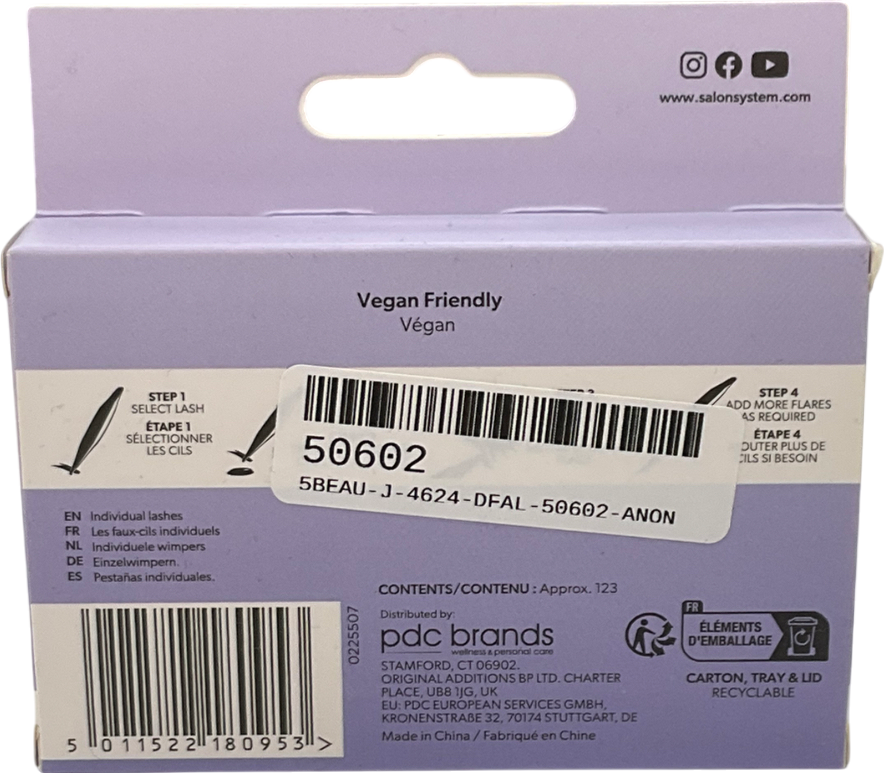 www.salonsystem.com
Vegan Friendly
Végan
STEP 1
SELECT LASH
ÉTAPE 1
SÉLECTIONNER
LES CILS
50602
5BEAU-J-4624-DFAL-50602-ANON
STEP 4
ADD MORE FLARES
AS REQUIRED
ÉTAPE 4
PLUS DE
SI BESOIN
EN Individual lashes
FR Les faux-cils individuels
NL Individuele wimpers
DE Einzelwimpern.
ES Pestañas individuales.
5 011522 180953 >
0225507
CONTENTS/CONTENU : Approx. 123
Distributed by:
pdc brands
wellness & personal care
STAMFORD, CT 06902.
ORIGINAL ADDITIONS BP LTD. CHARTER
PLACE, UB8 1JG, UK
EU: PDC EUROPEAN SERVICES GMBH,
KRONENSTRAßE 32, 70174 STUTTGART, DE
Made in China / Fabriqué en Chine
FR
ÉLÉMENTS
D'EMBALLAGE
CARTON, TRAY & LID
RECYCLABLE